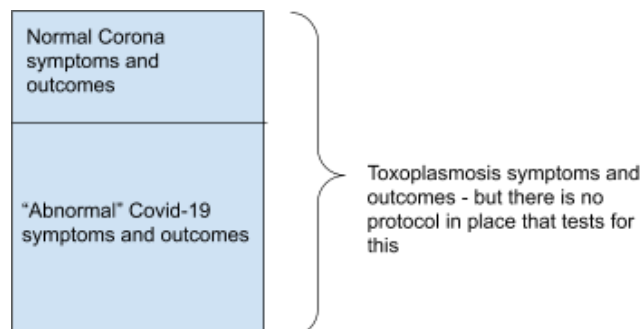 Normal Corona
symptoms and
outcomes
“Abnormal” Covid-19
symptoms and outcomes
Toxoplasmosis symptoms and
outcomes - but there is no
protocol in place that tests for
this